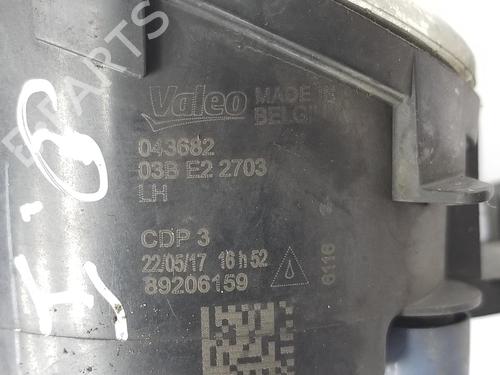 Valeo MADE IN
BELGI
043682
03B E2 2703
LH
CDP 3
22/05/17 16 h 52
89206159
6116